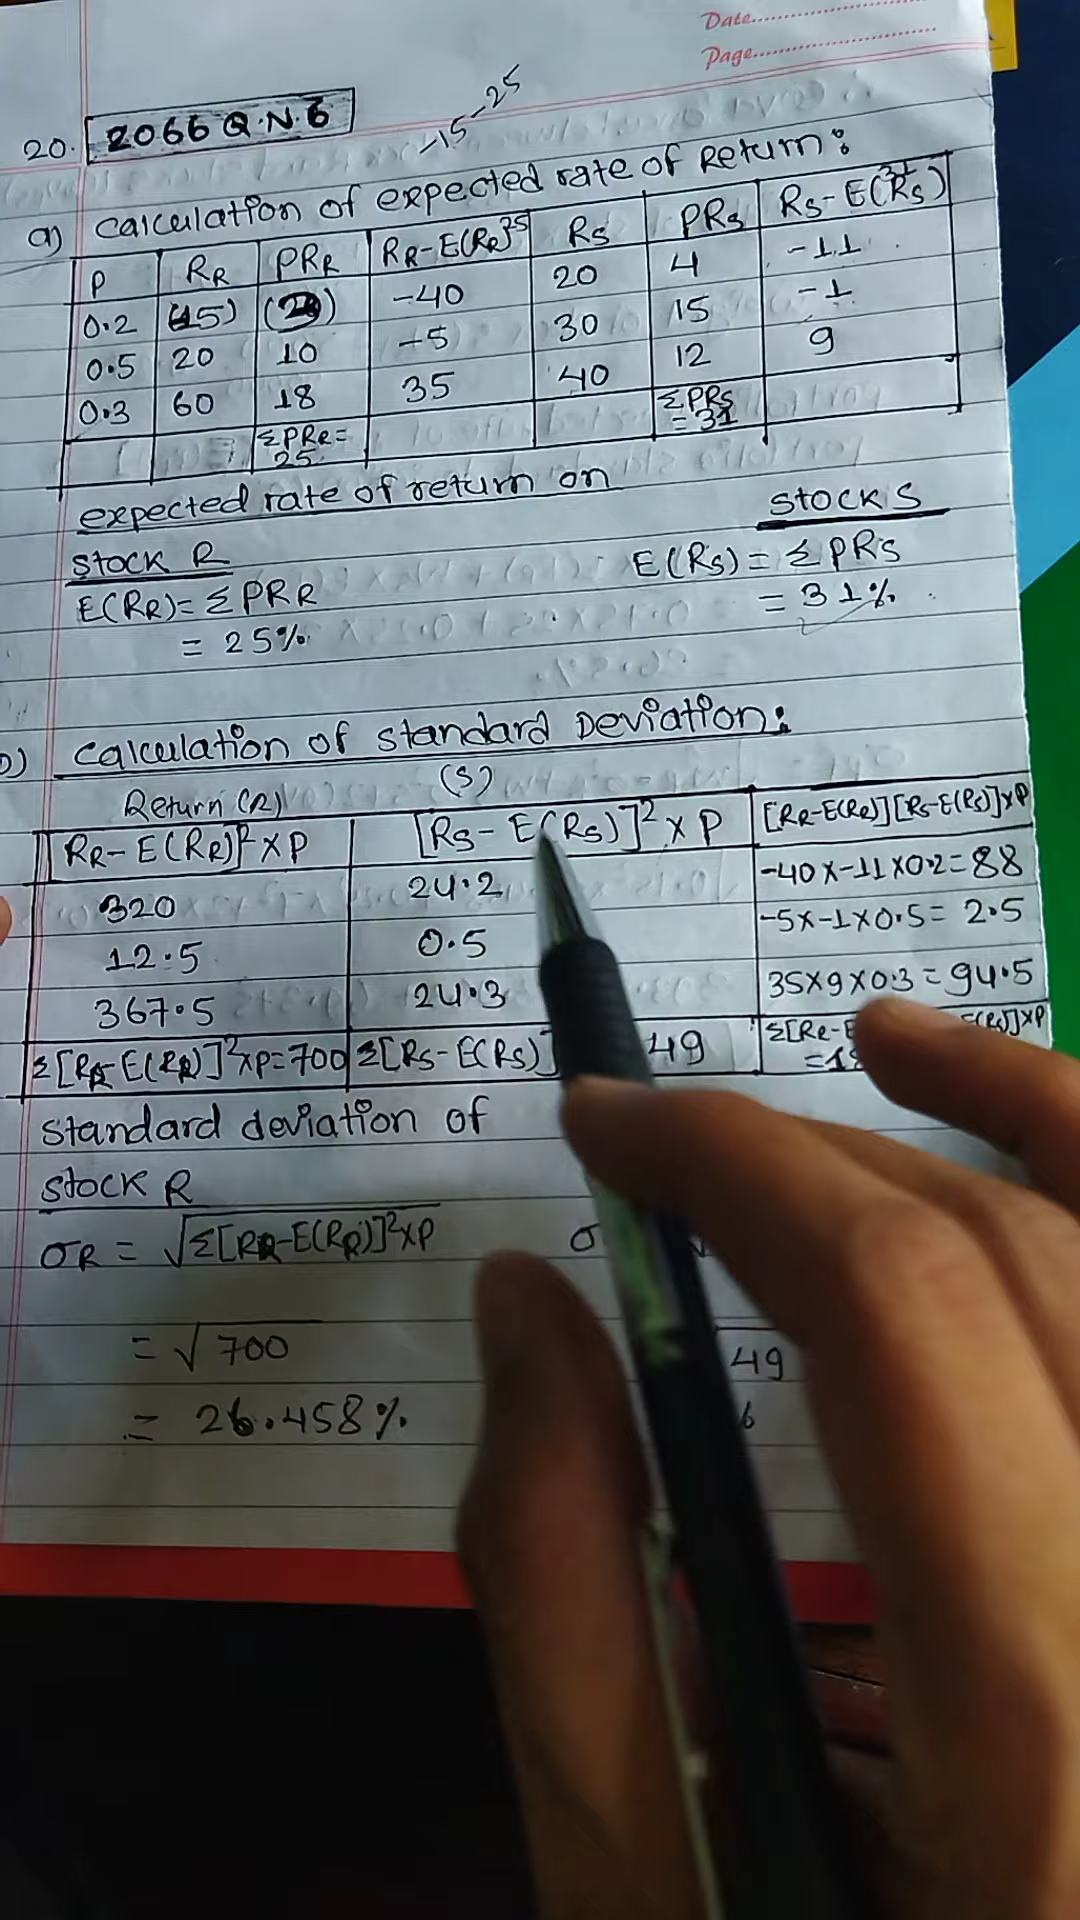 Date..................
Page..................
-15-25
20. 2066 Q.N.6
a) calculation of expected rate of Return:
P RR PRR RR-E(RR)25 RS PRS RS-E(RS)31
0.2 (15) (3) -40 20 4 -11
0.5 20 10 -5 30 15 -1
0.3 60 18 35 40 12 9
ΣPRR= 25 ΣPRS = 31
expected rate of return on
stock R stock S
E(RR)= ΣPRR E(RS) = ΣPRS
= 25% = 31%
b) calculation of standard Deviation:
Return (R) (S)
[RR-E(RR)]²×P [RS-E(RS)]²×P [RR-E(RR)][RS-E(RS)]×P
320 24.2 -40×-11×0.2=88
12.5 0.5 -5×-1×0.5= 2.5
367.5 24.3 35×9×0.3=94.5
Σ[RR-E(RR)]²×P=700 Σ[RS-E(RS)] 49 Σ[RR-E (RS)]×P
standard deviation of
stock R
σR = √Σ[RR-E(RR)]²×P σ
= √700 49
= 26.458%